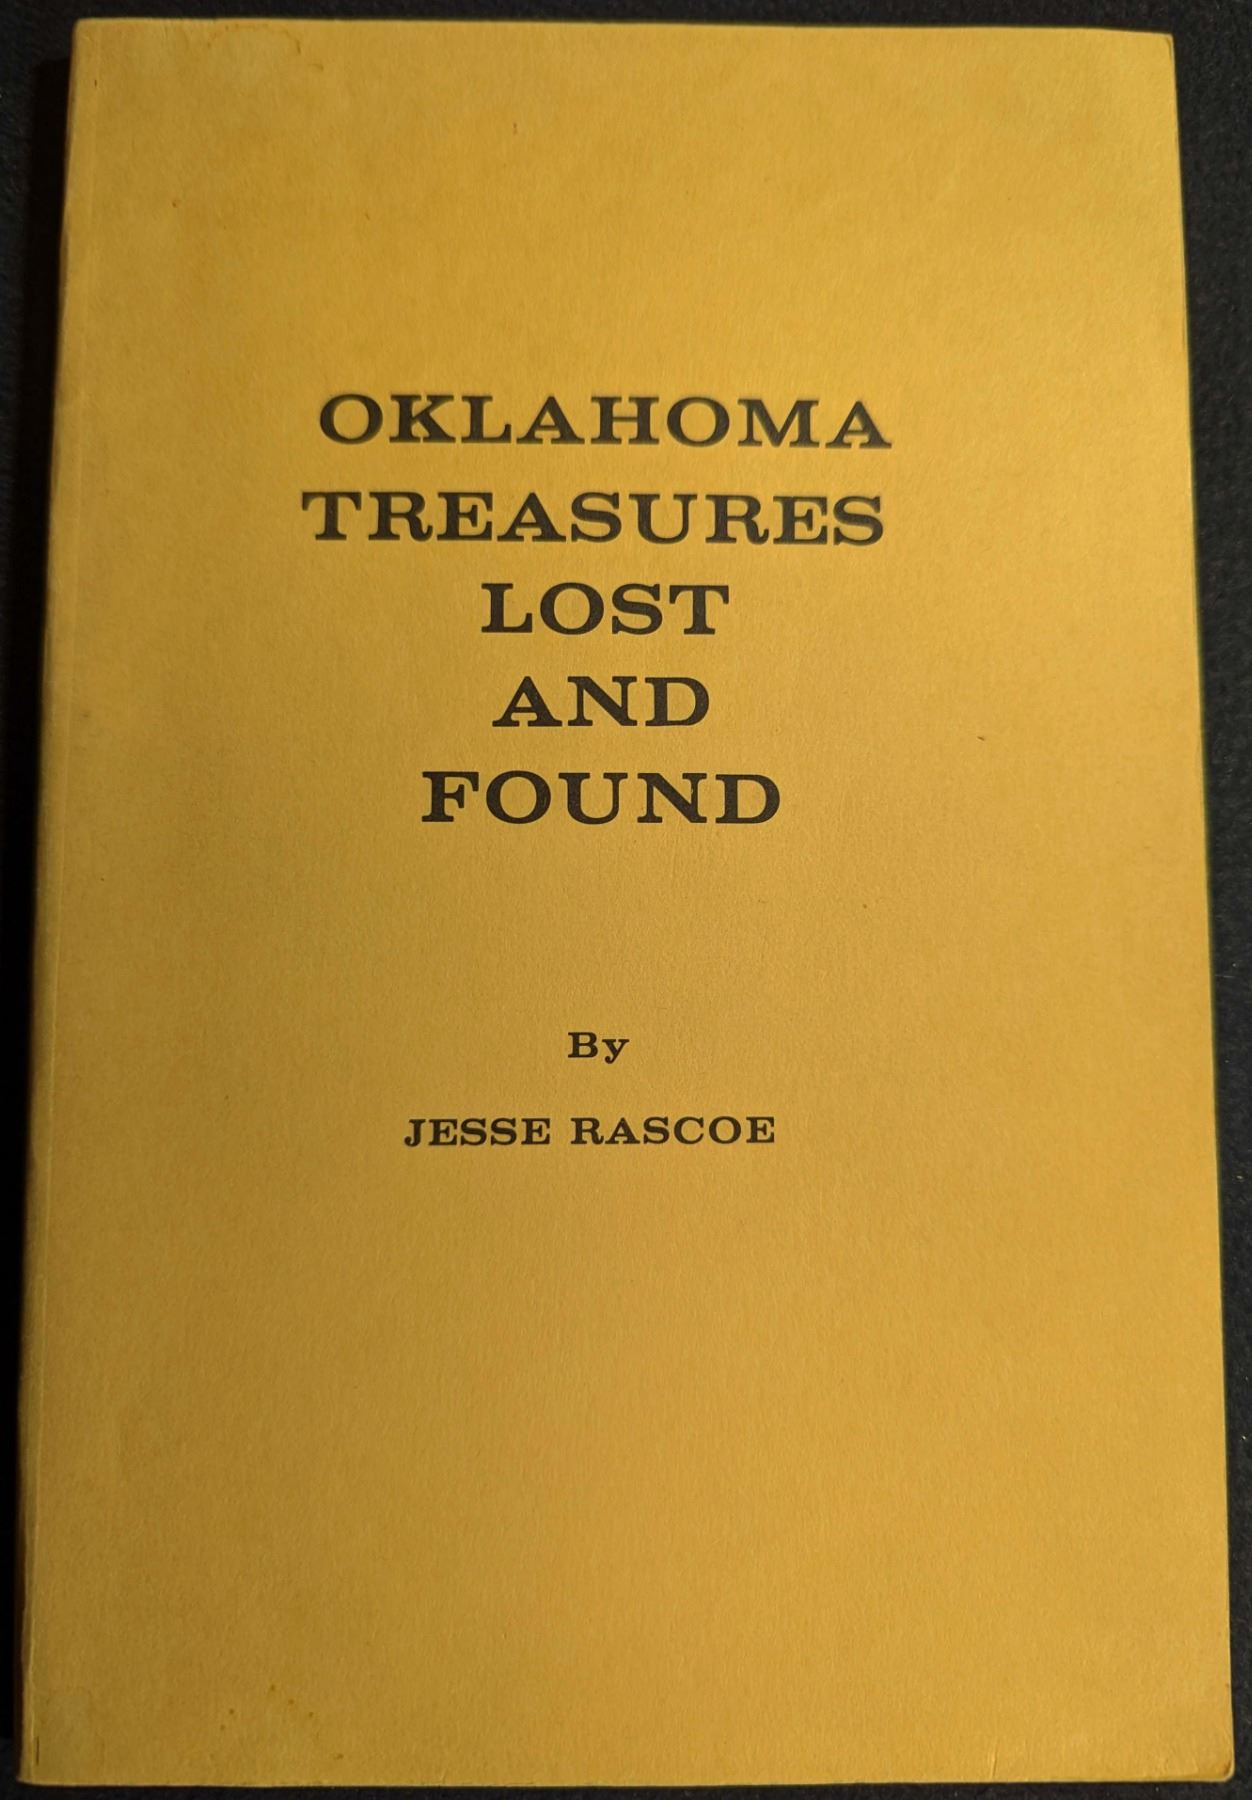 OKLAHOMA
TREASURES
LOST
AND
FOUND
By
JESSE RASCOE